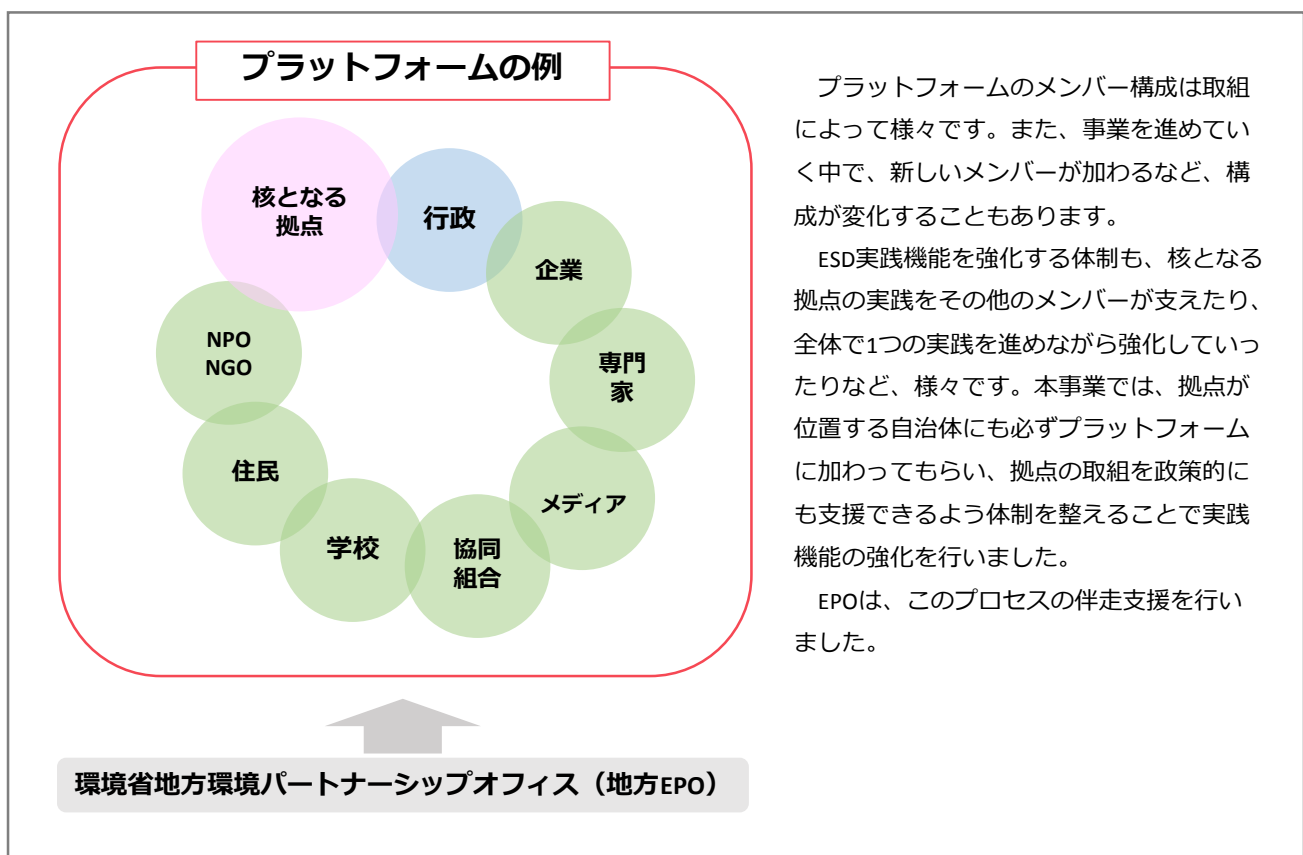 プラットフォームの例
核となる
拠点
行政
企業
専門
家
メディア
協同
組合
学校
住民
NPO
NGO
環境省地方環境パートナーシップオフィス（地方EPO）
プラットフォームのメンバー構成は取組
によって様々です。また、事業を進めてい
く中で、新しいメンバーが加わるなど、構
成が変化することもあります。
ESD実践機能を強化する体制も、核となる
拠点の実践をその他のメンバーが支えたり、
全体で1つの実践を進めながら強化していっ
たりなど、様々です。本事業では、拠点が
位置する自治体にも必ずプラットフォーム
に加わってもらい、拠点の取組を政策的に
も支援できるよう体制を整えることで実践
機能の強化を行いました。
EPOは、このプロセスの伴走支援を行い
ました。